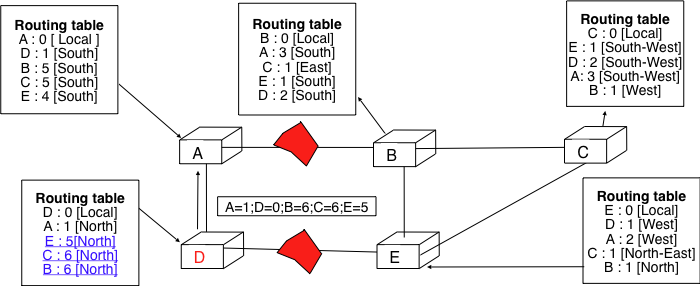 Routing table
A : 0 [ Local ]
D : 1 [South]
B : 5 [South]
C : 5 [South]
E : 4 [South]
Routing table
B : 0 [Local]
A : 3 [South]
C : 1 [East]
E : 1 [South]
D : 2 [South]
Routing table
C : 0 [Local]
E : 1 [South-West]
D : 2 [South-West]
A: 3 [South-West]
B : 1 [West]
A
B
C
Routing table
D : 0 [Local]
A : 1 [North]
E : 5[North]
C : 6 [North]
B : 6 [North]
A=1;D=0;B=6;C=6;E=5
D
E
Routing table
E : 0 [Local]
D : 1 [West]
A : 2 [West]
C : 1 [North-East]
B : 1 [North]